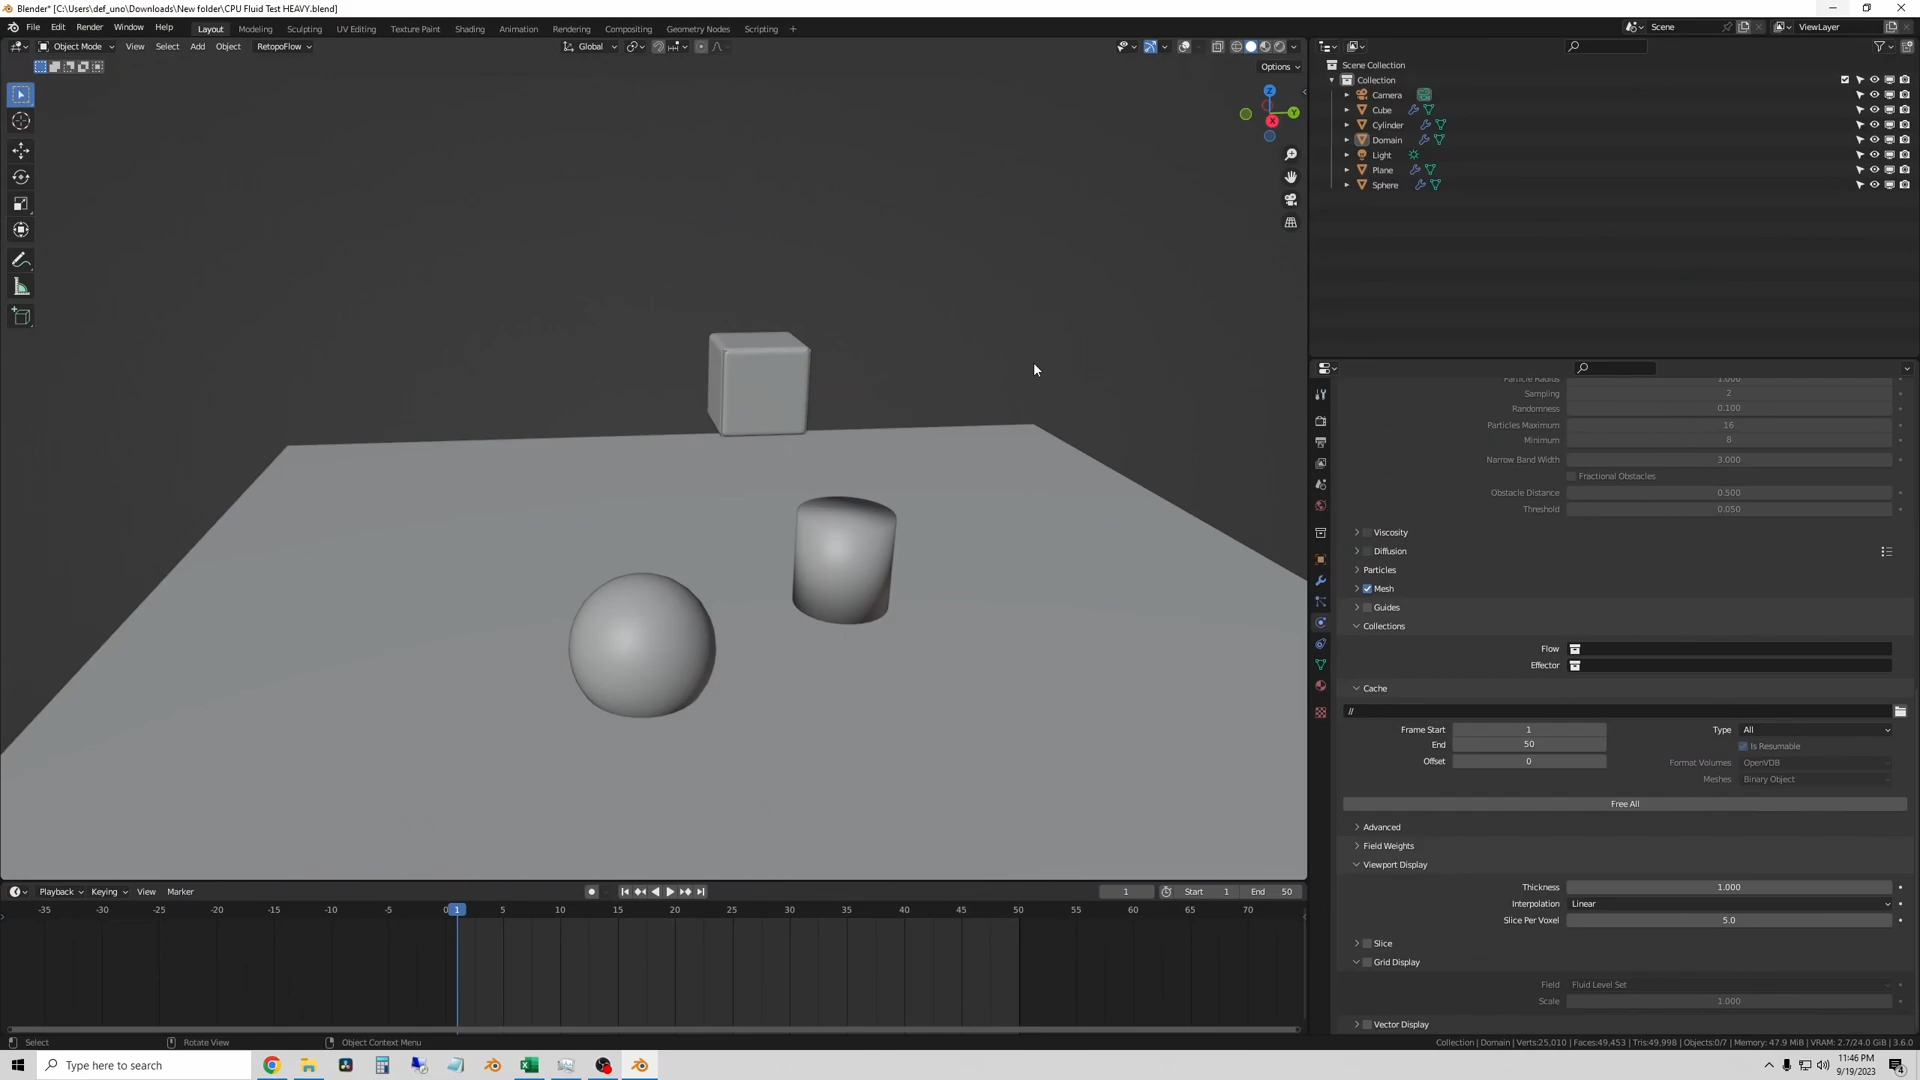 Blender* [C:\Users\def_uno\Downloads\New folder\CPU Fluid Test HEAVY.blend]
File Edit Render Window Help Layout Modeling Sculpting UV Editing Texture Paint Shading Animation Rendering Compositing Geometry Nodes Scripting + Scene ViewLayer
Object Mode View Select Add Object RetopoFlow Global
Options
Z
Y
X
Scene Collection
Collection
Camera
Cube
Cylinder
Domain
Light
Plane
Sphere
Particle Radius 1.000
Sampling 2
Randomness 0.100
Particles Maximum 16
Minimum 8
Narrow Band Width 3.000
Fractional Obstacles
Obstacle Distance 0.500
Threshold 0.050
Viscosity
Diffusion
Particles
Mesh
Guides
Collections
Flow
Effector
Cache
//
Frame Start 1 Type All
End 50 Is Resumable
Offset 0 Format Volumes OpenVDB
Meshes Binary Object
Free All
Advanced
Field Weights
Viewport Display
Thickness 1.000
Interpolation Linear
Slice Per Voxel 5.0
Slice
Grid Display
Field Fluid Level Set
Scale 1.000
Vector Display
Playback Keying View Marker 1 Start 1 End 50
-35 -30 -25 -20 -15 -10 -5 0 1 5 10 15 20 25 30 35 40 45 50 55 60 65 70
Select Rotate View Object Context Menu Collection | Domain | Verts:25,010 | Faces:49,453 | Tris:49,998 | Objects:0/7 | Memory: 47.9 MiB | VRAM: 2.7/24.0 GiB | 3.6.0
Type here to search
11:46 PM
9/19/2023
4